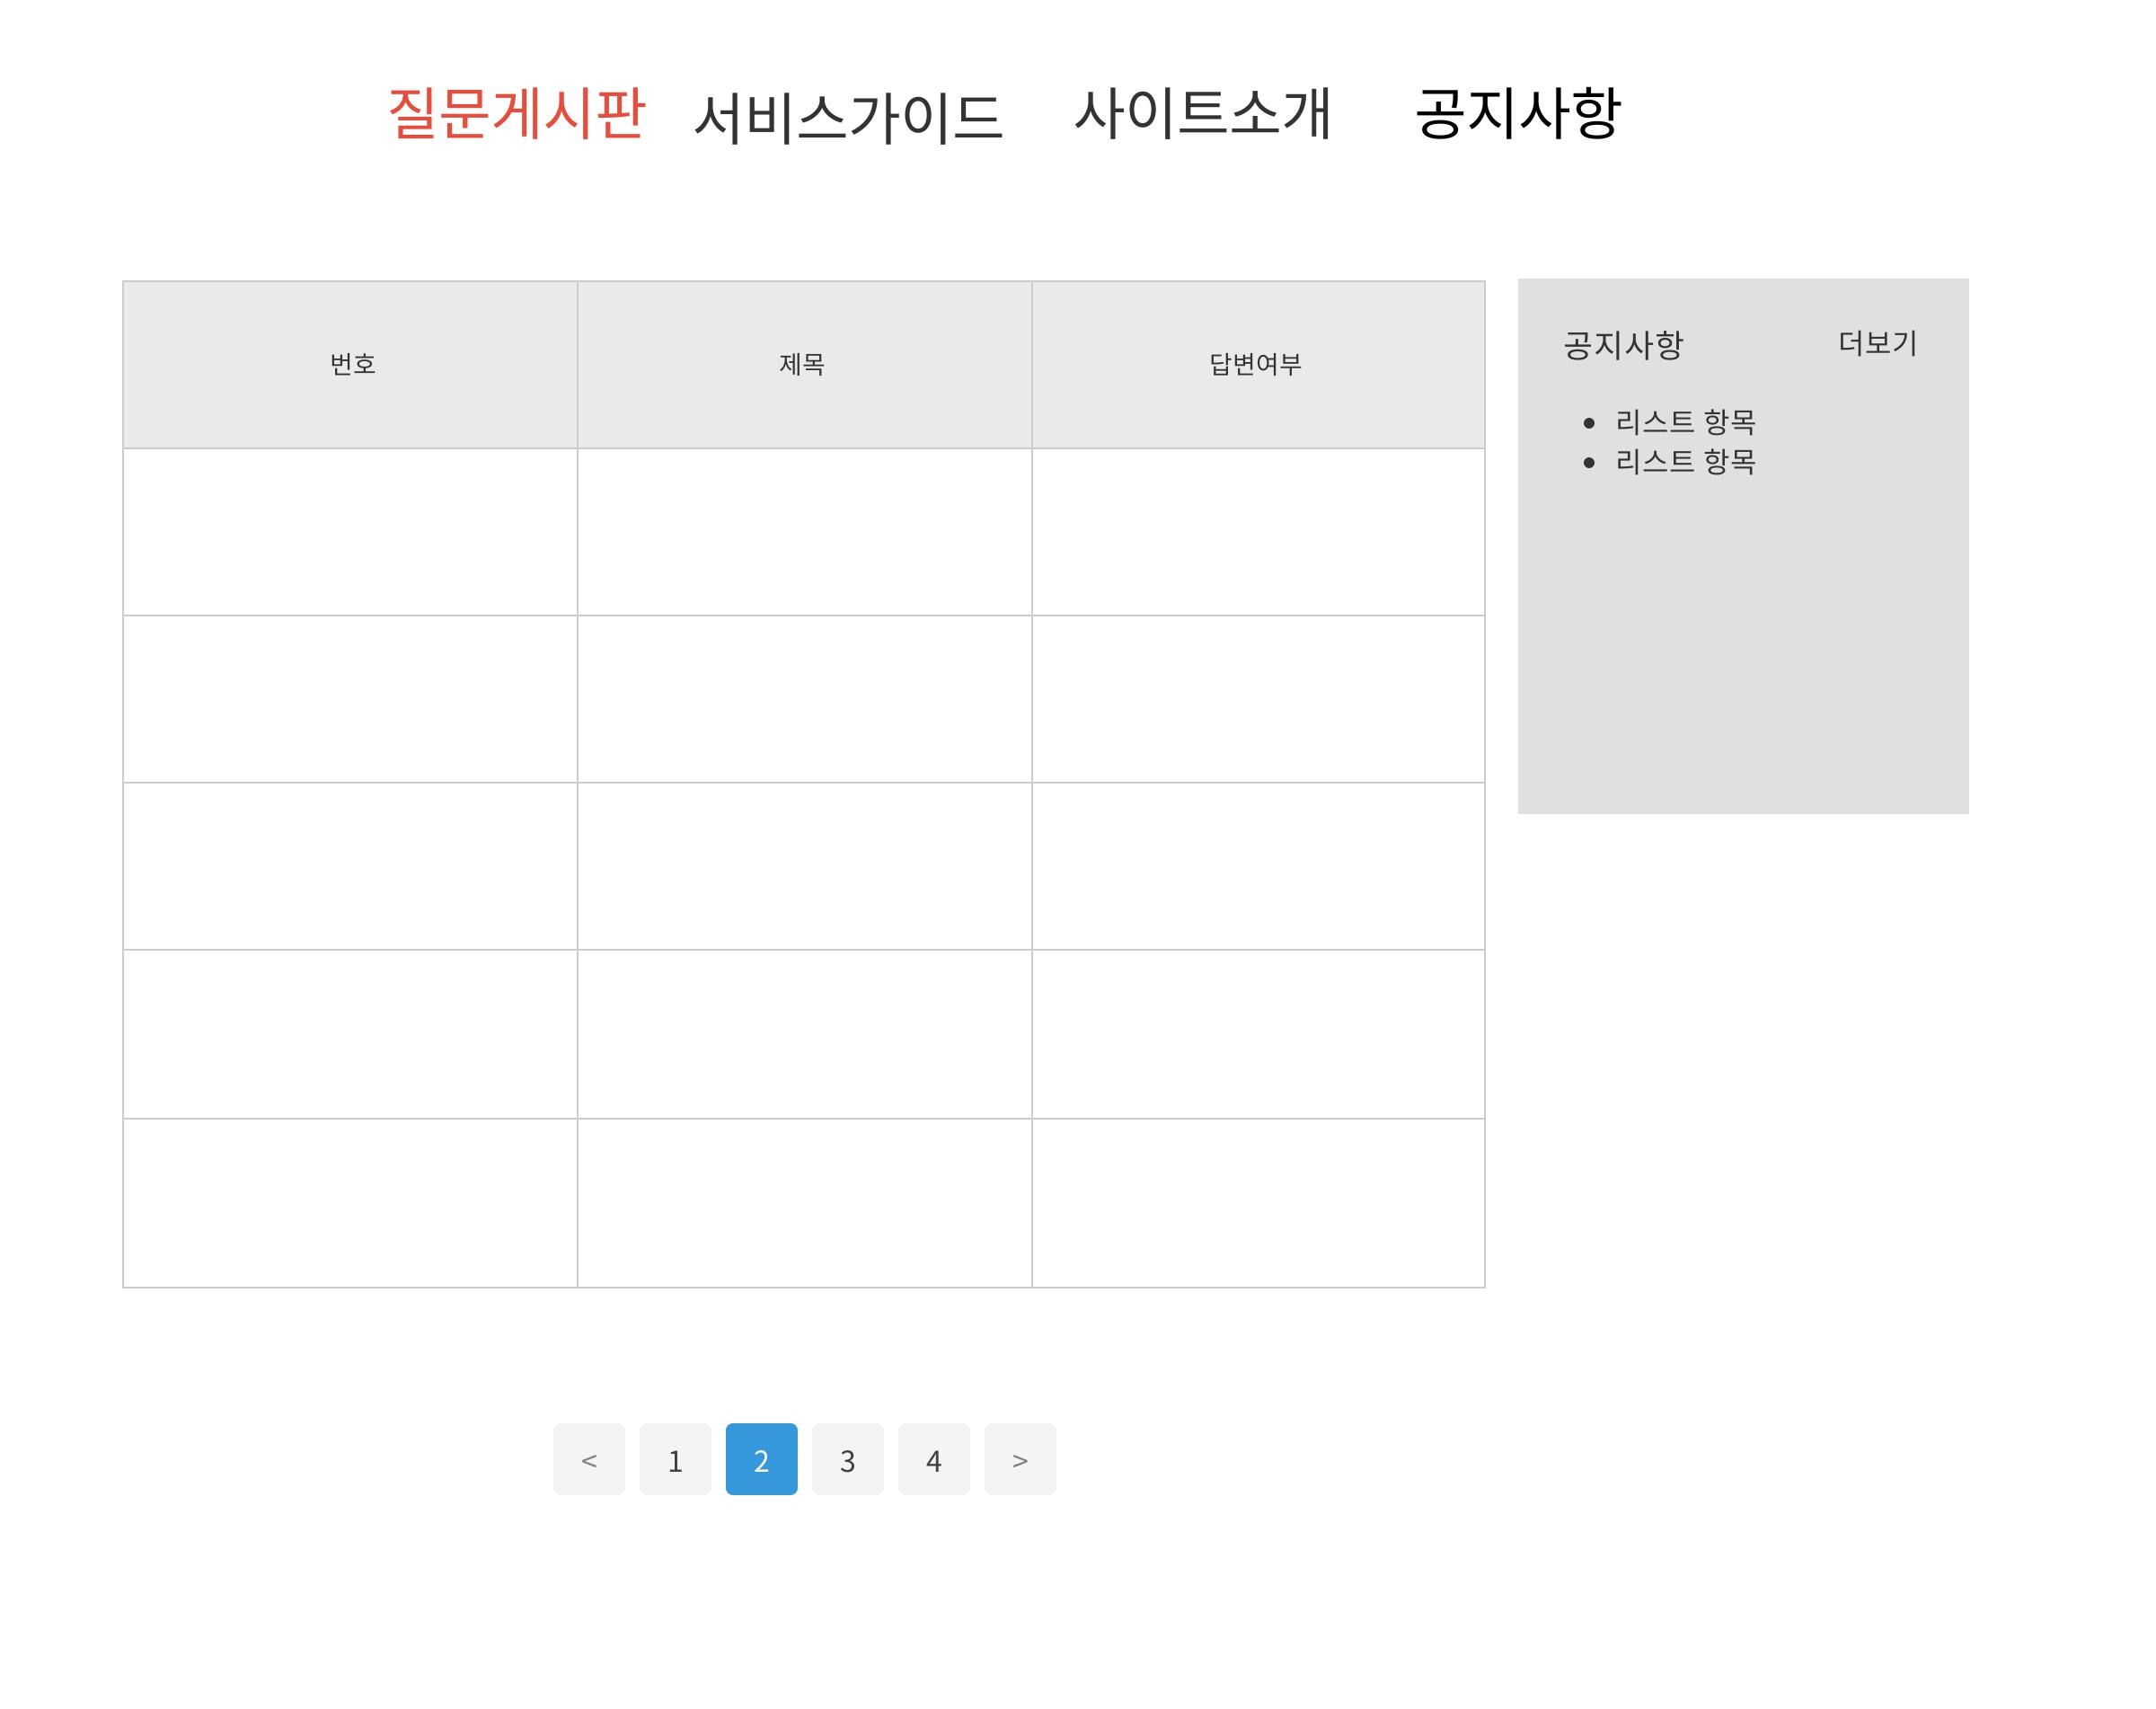 질문게시판 서비스가이드 사이트소개 공지사항
번호 제목 답변여부
공지사항 더보기
리스트 항목
리스트 항목
< 1 2 3 4 >